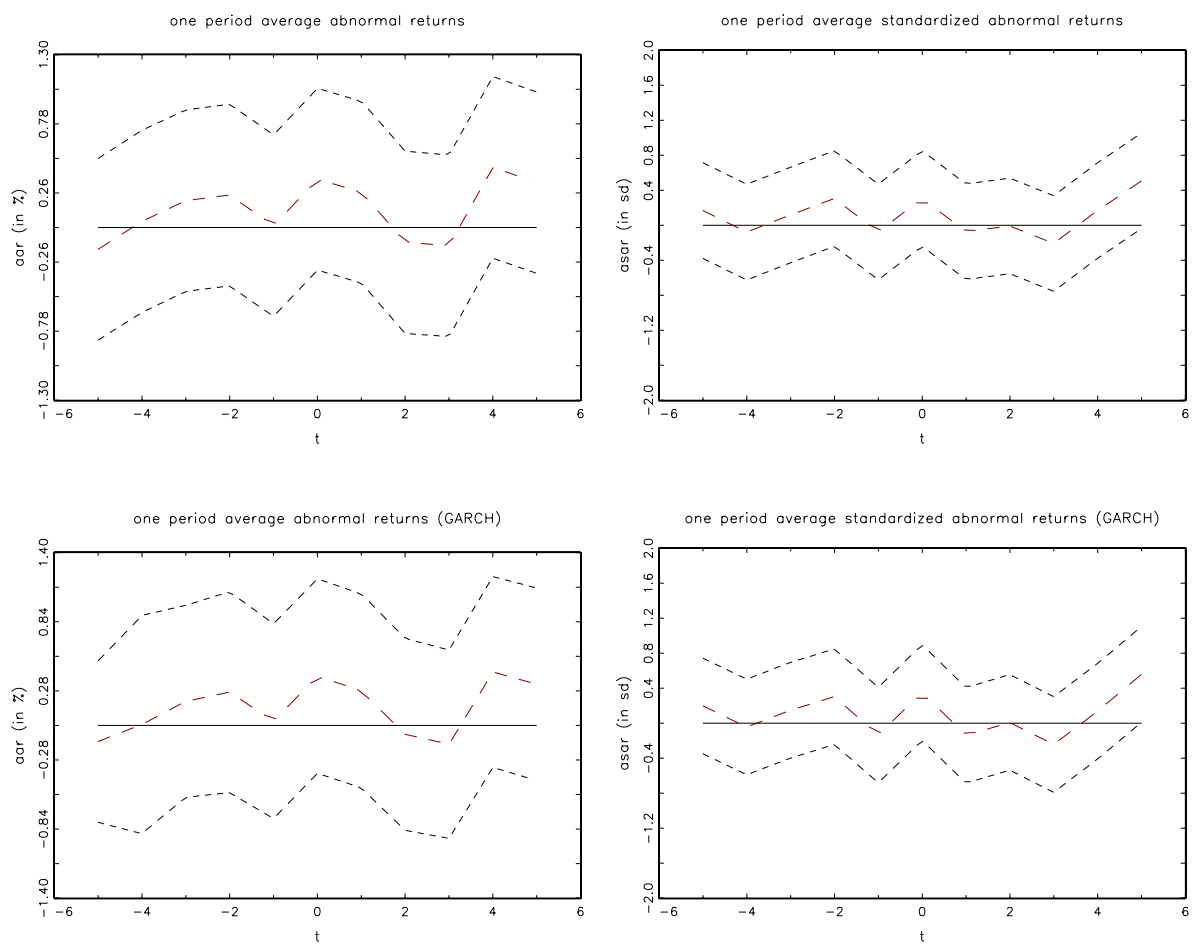 one period average abnormal returns
aar (in %)
1.30
0.78
0.26
-0.26
-0.78
-1.30
-6 -4 -2 0 2 4 6
t
one period average standardized abnormal returns
asar (in sd)
2.0
1.6
1.2
0.8
0.4
-0.4
-1.2
-2.0
-6 -4 -2 0 2 4 6
t
one period average abnormal returns (GARCH)
aar (in %)
1.40
0.84
0.28
-0.28
-0.84
-1.40
-6 -4 -2 0 2 4 6
t
one period average standardized abnormal returns (GARCH)
asar (in sd)
2.0
1.6
1.2
0.8
0.4
-0.4
-1.2
-2.0
-6 -4 -2 0 2 4 6
t